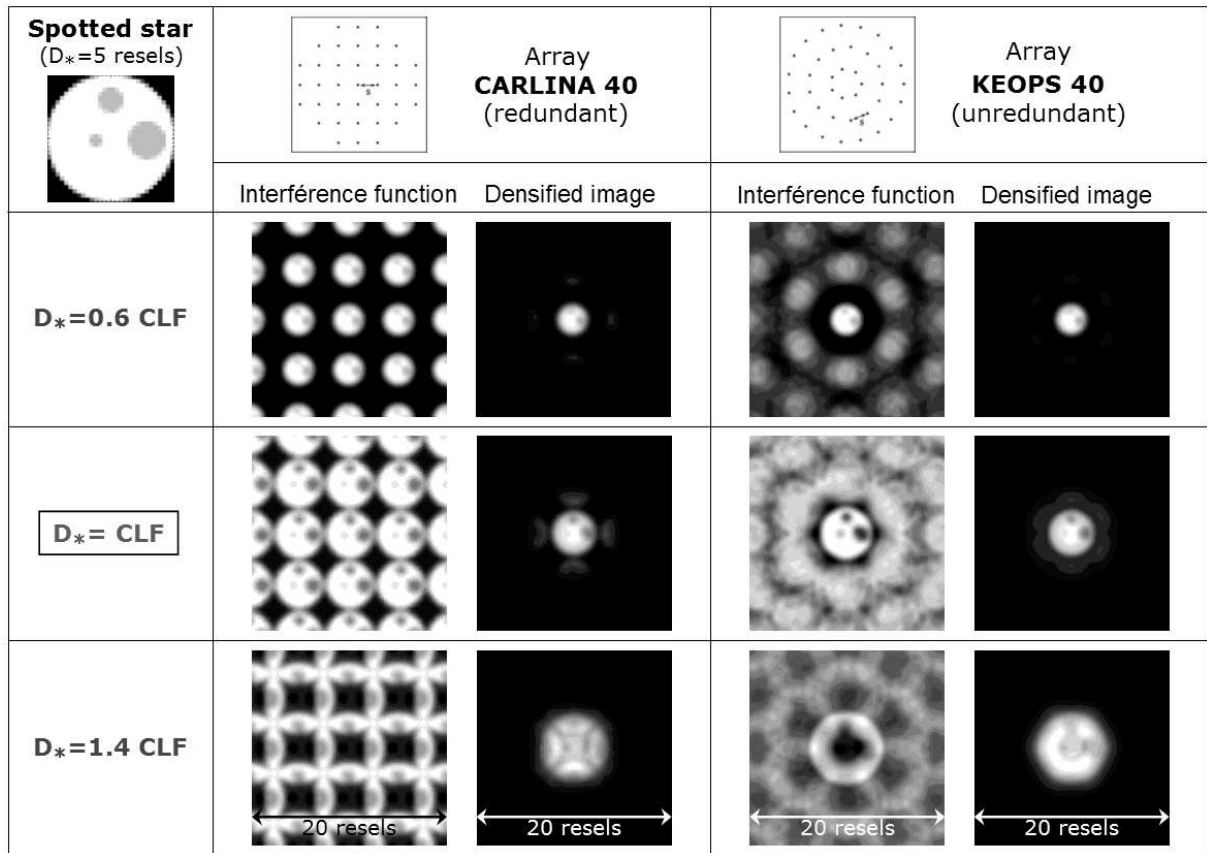 Spotted star
(D*=5 resels)
s
Array
CARLINA 40
(redundant)
s
Array
KEOPS 40
(unredundant)
Interférence function
Densified image
Interférence function
Densified image
D*=0.6 CLF
D*= CLF
D*=1.4 CLF
20 resels
20 resels
20 resels
20 resels